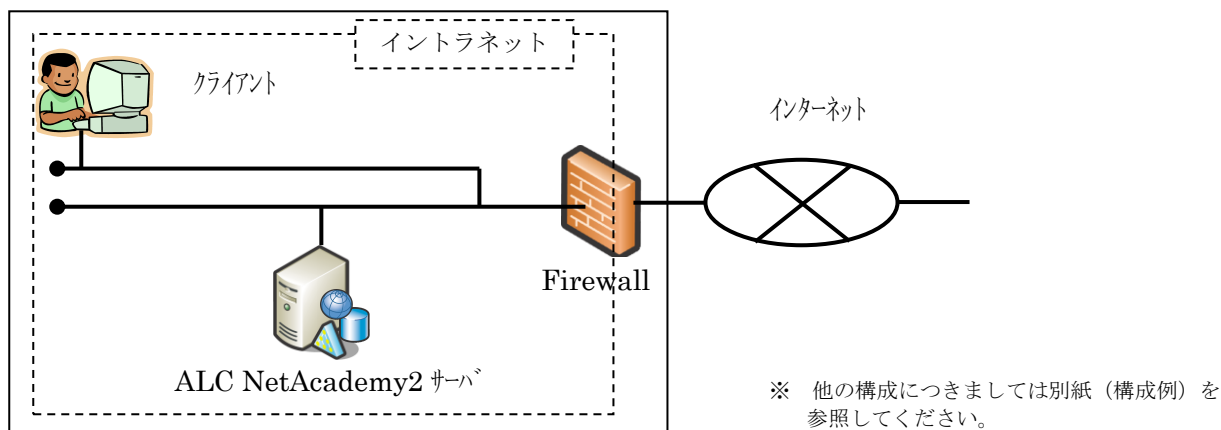 イントラネット
ｸﾗｲｱﾝﾄ
ｲﾝﾀｰﾈｯﾄ
Firewall
ALC NetAcademy2 ｻｰﾊﾞ
※ 他の構成につきましては別紙（構成例）を
参照してください。